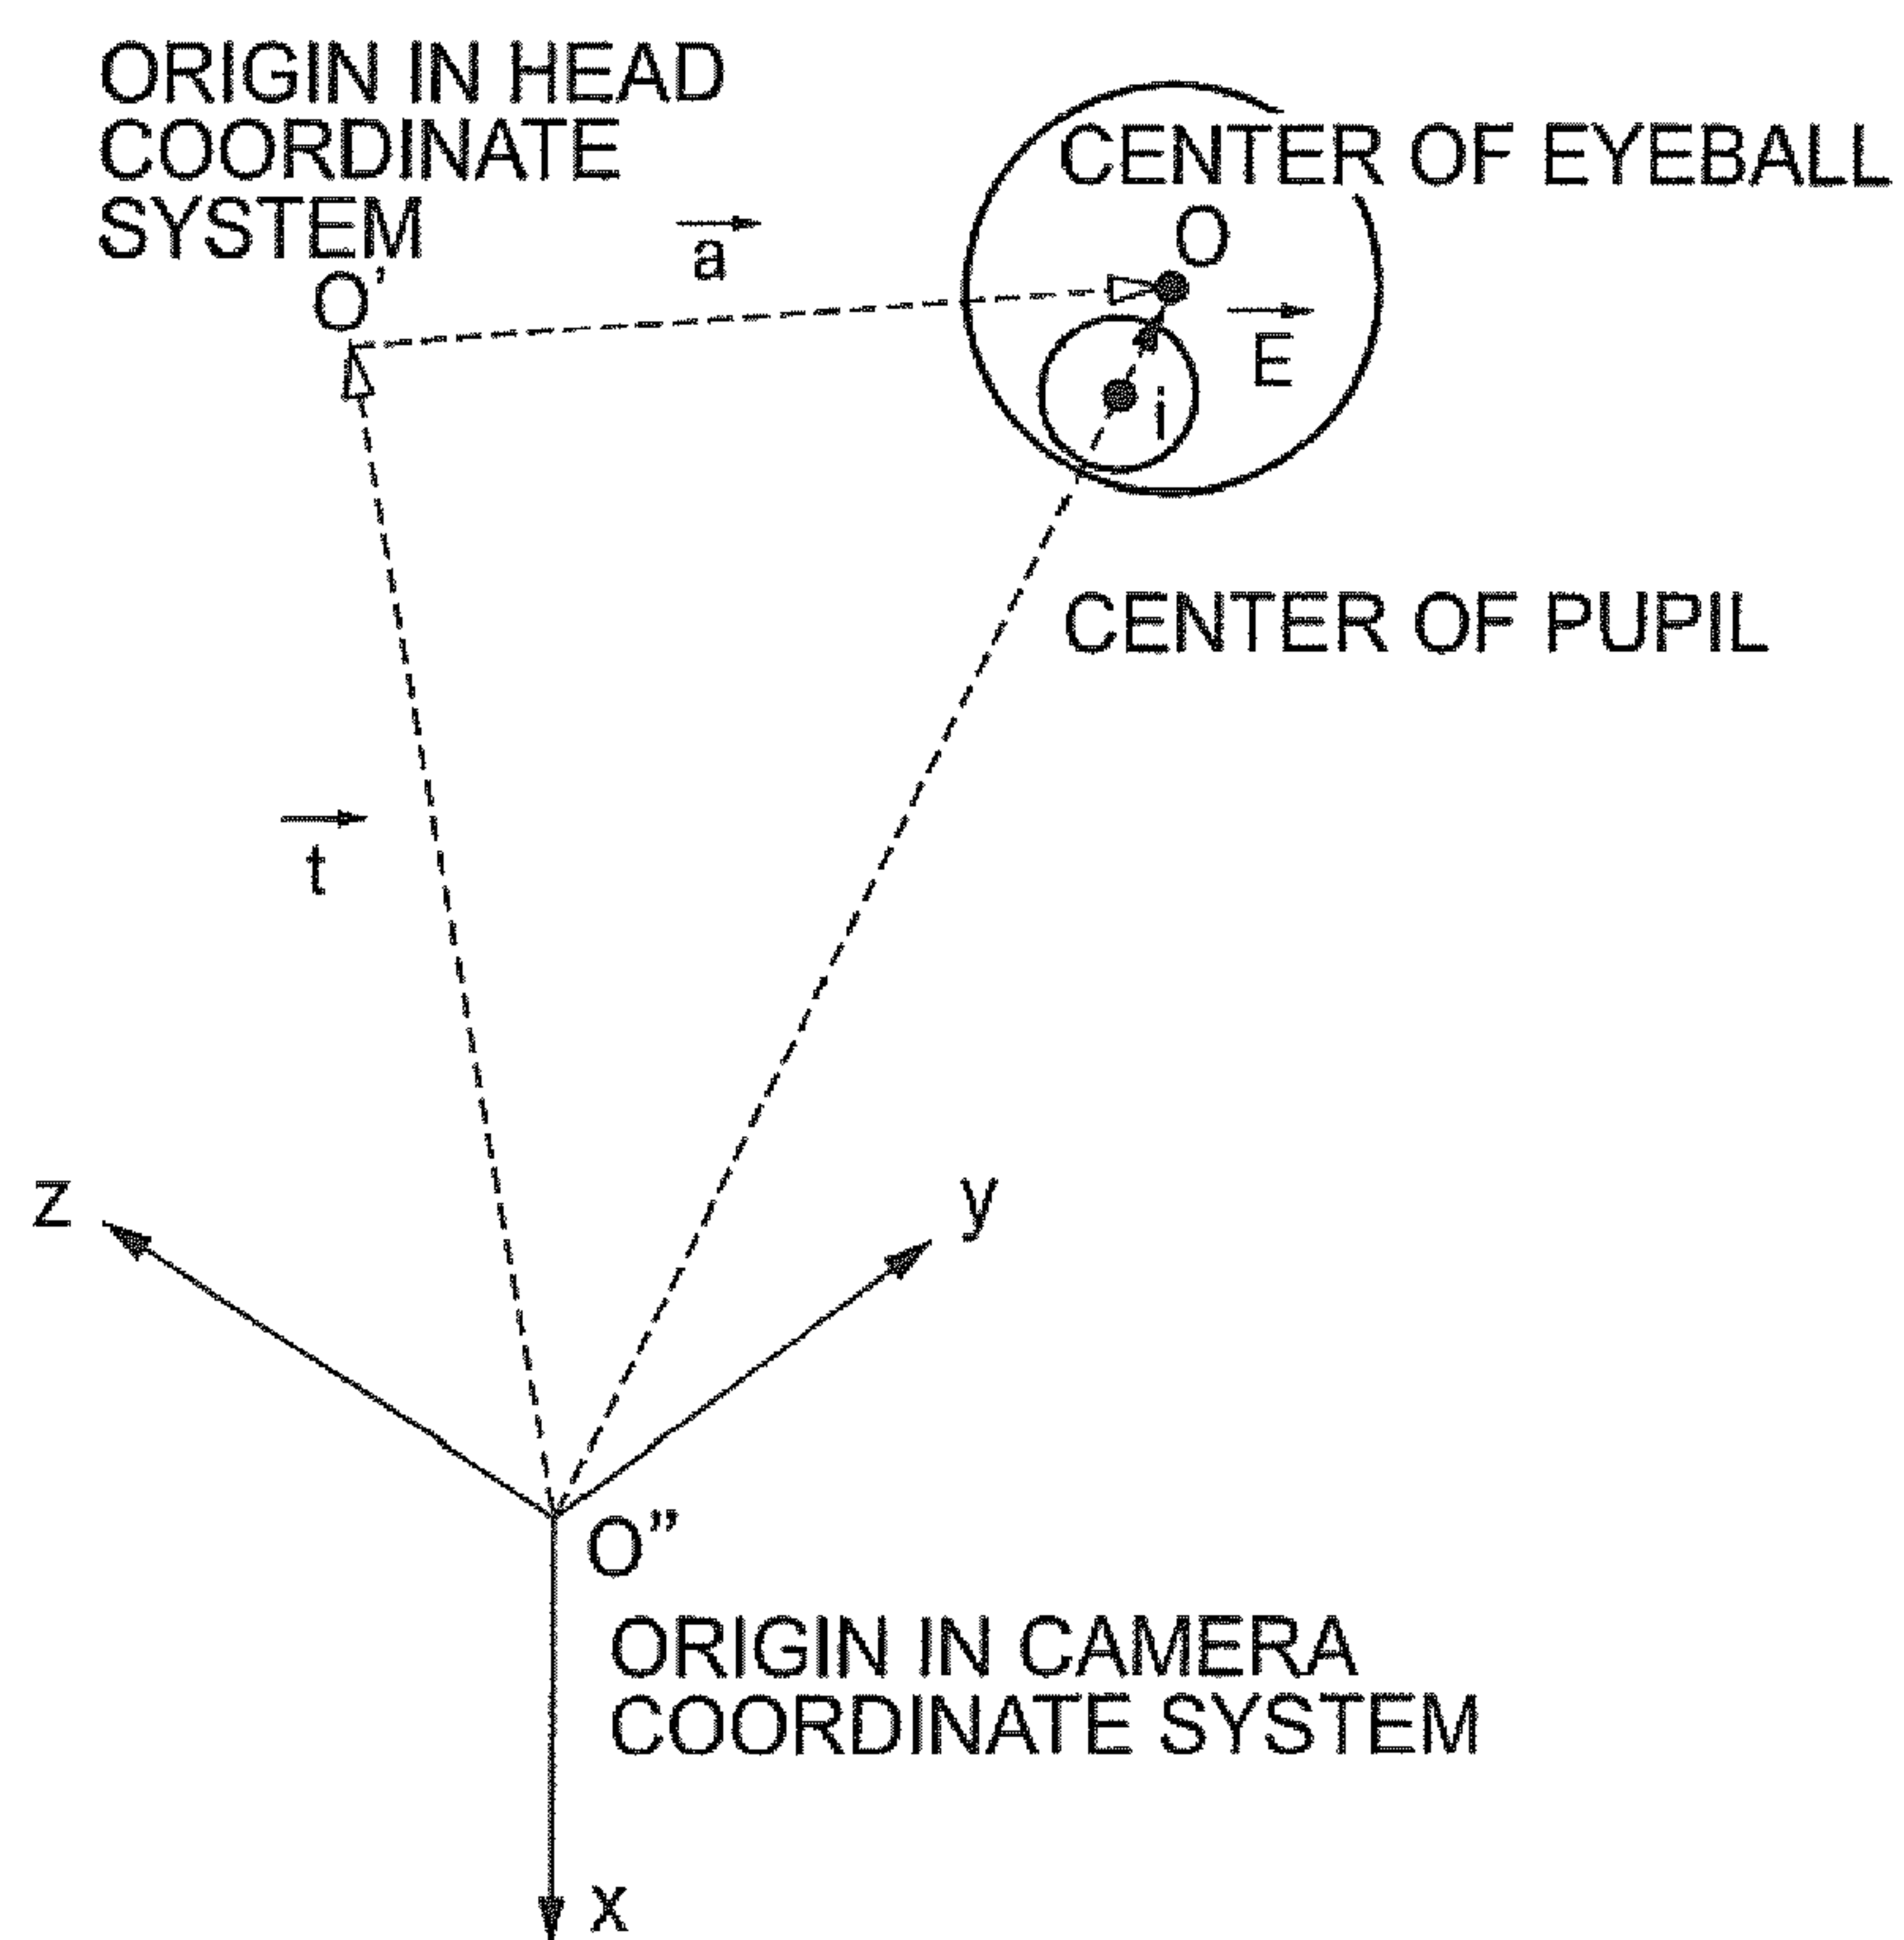 ORIGIN IN HEAD
COORDINATE
SYSTEM
O'
a
CENTER OF EYEBALL
O
E
i
CENTER OF PUPIL
t
z
y
O”
ORIGIN IN CAMERA
COORDINATE SYSTEM
x